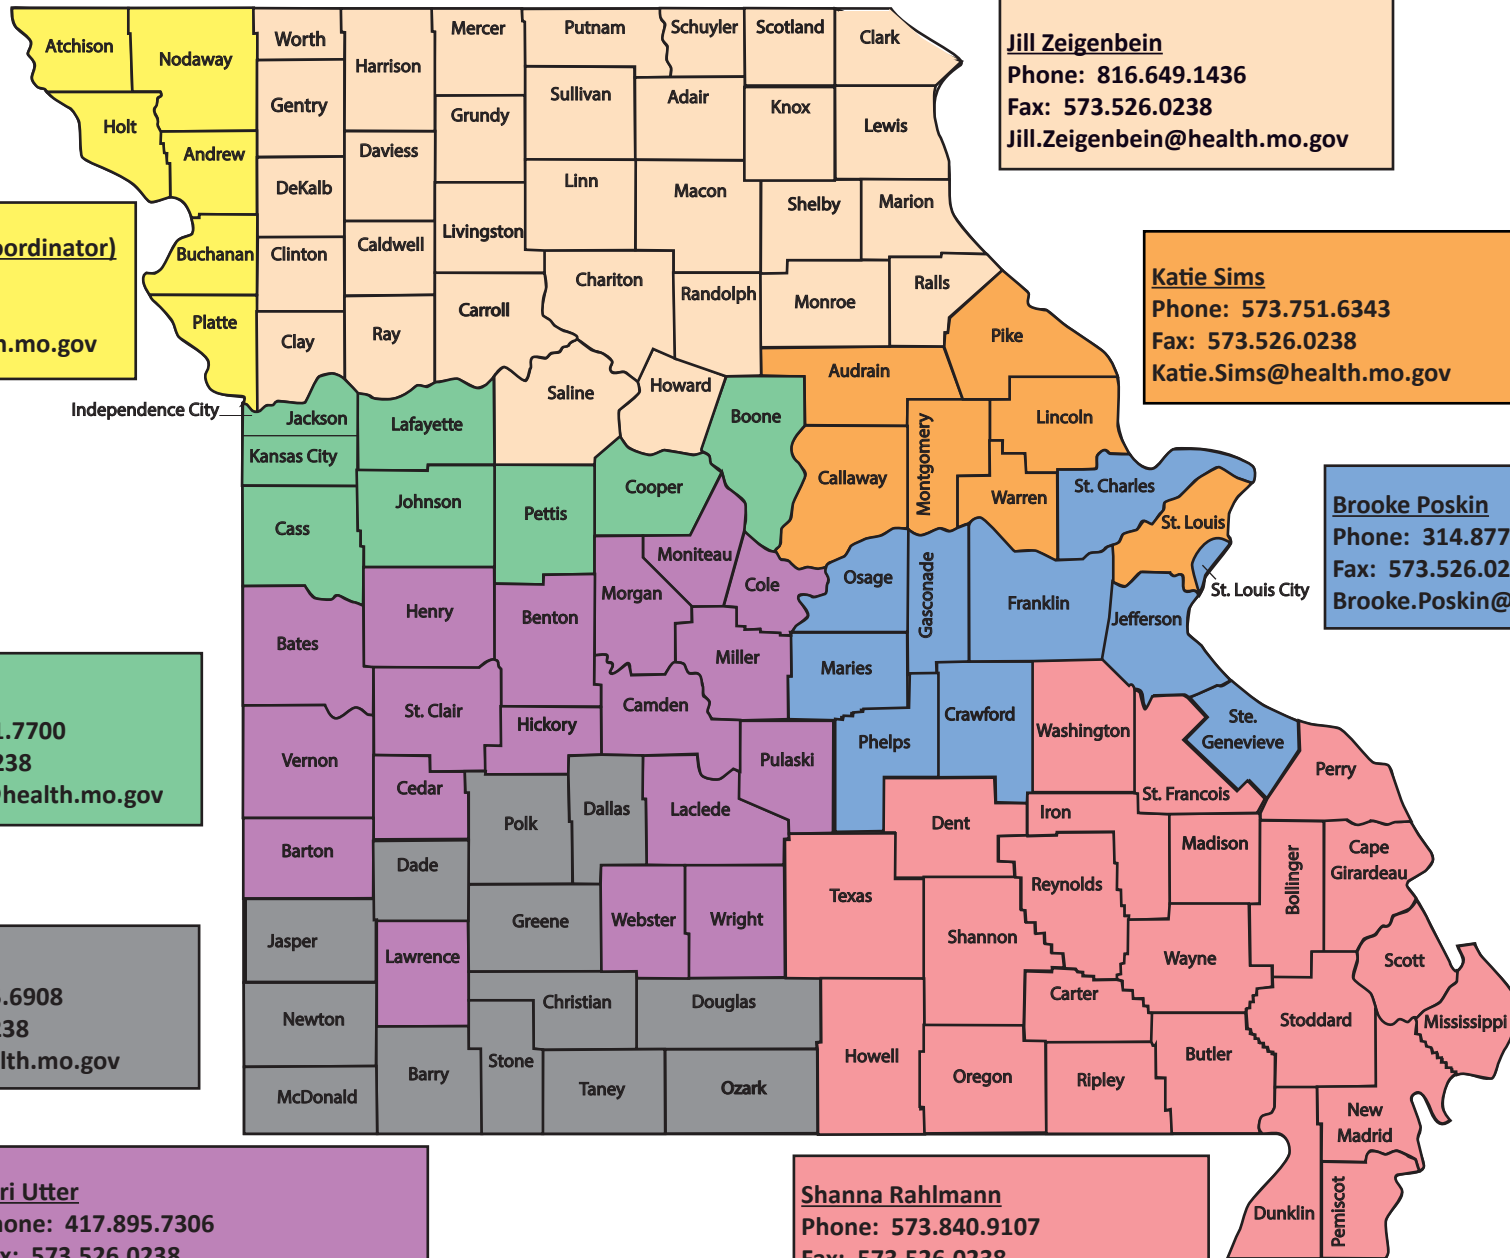 Jill Zeigenbein
Phone: 816.649.1436
Fax: 573.526.0238
Jill.Zeigenbein@health.mo.gov
Atchison
Nodaway
Worth
Harrison
Mercer
Putnam
Schuyler
Scotland
Clark
Gentry
Sullivan
Adair
Knox
Lewis
Holt
Andrew
Grundy
Daviess
DeKalb
Linn
Macon
Shelby
Marion
Buchanan
Clinton
Caldwell
Livingston
Chariton
Randolph
Monroe
Ralls
Platte
Clay
Ray
Carroll
Pike
oordinator)
h.mo.gov
Katie Sims
Phone: 573.751.6343
Fax: 573.526.0238
Katie.Sims@health.mo.gov
Independence City
Jackson
Kansas City
Lafayette
Saline
Howard
Boone
Audrain
Lincoln
Callaway
Montgomery
Warren
St. Charles
St. Louis
St. Louis City
Cass
Johnson
Pettis
Cooper
Moniteau
Cole
Morgan
Osage
Gasconade
Franklin
Jefferson
Brooke Poskin
Phone: 314.877
Fax: 573.526.02
Brooke.Poskin@
Bates
Henry
Benton
Miller
Maries
St. Clair
Hickory
Camden
Phelps
Crawford
Washington
Ste.
Genevieve
1.7700
238
@health.mo.gov
Vernon
Cedar
Polk
Dallas
Laclede
Pulaski
Dent
Iron
St. Francois
Perry
Barton
Dade
Greene
Webster
Wright
Texas
Reynolds
Madison
Bollinger
Cape
Girardeau
Jasper
Lawrence
Shannon
Wayne
Scott
.6908
238
lth.mo.gov
Newton
Christian
Douglas
Carter
Stoddard
Mississippi
McDonald
Barry
Stone
Taney
Ozark
Howell
Oregon
Ripley
Butler
New
Madrid
Dunklin
Pemiscot
ri Utter
hone: 417.895.7306
ax: 573.526.0238
Shanna Rahlmann
Phone: 573.840.9107
Fax: 573.526.0238